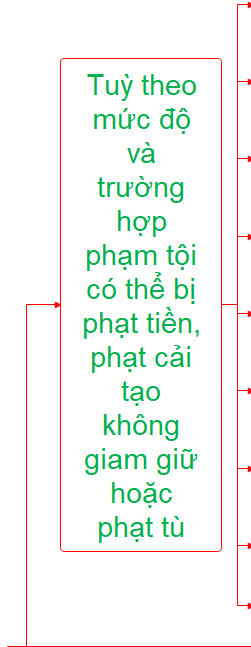 Tuỳ theo
mức độ
và
trường
hợp
phạm tội
có thể bị
phạt tiền,
phạt cải
tạo
không
giam giữ
hoặc
phạt tù